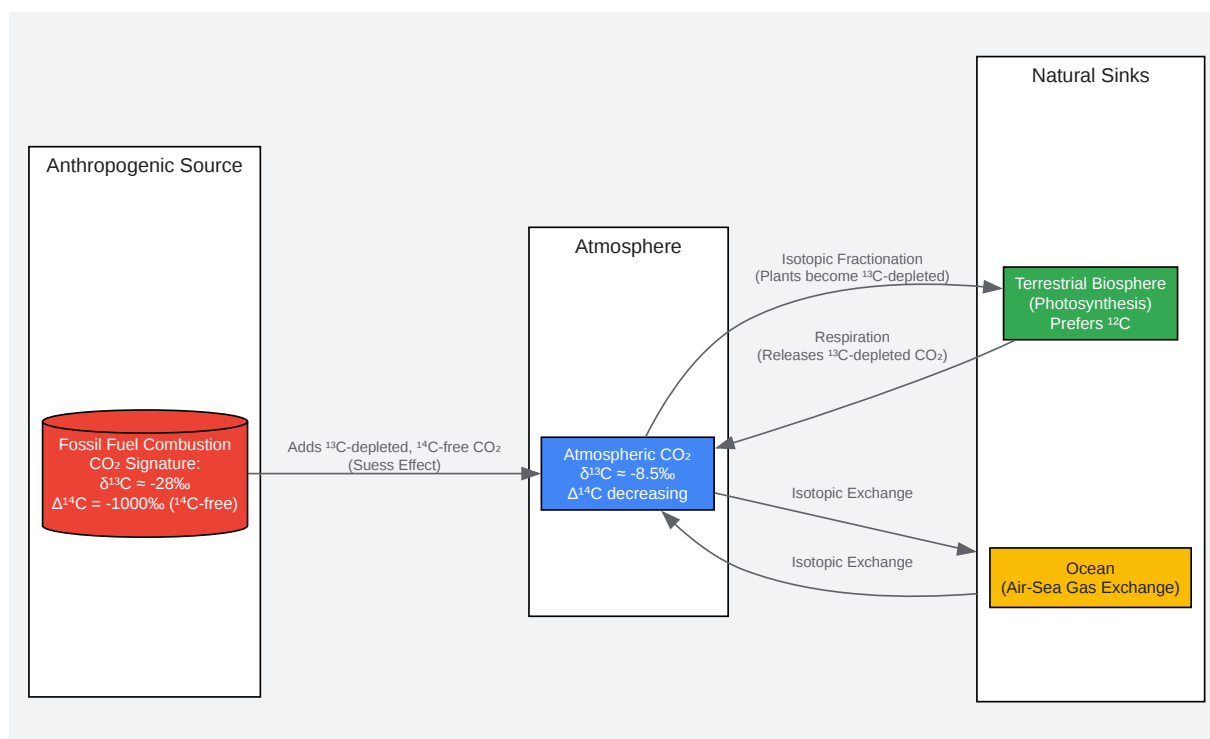 Natural Sinks
Anthropogenic Source
Atmosphere
Isotopic Fractionation
(Plants become ¹³C-depleted)
Terrestrial Biosphere
(Photosynthesis)
Prefers ¹²C
Respiration
(Releases ¹³C-depleted CO₂)
Fossil Fuel Combustion
CO₂ Signature:
δ¹³C ≈ -28‰
Δ¹⁴C = -1000‰ (¹⁴C-free)
Adds ¹³C-depleted, ¹⁴C-free CO₂
(Suess Effect)
Atmospheric CO₂
δ¹³C ≈ -8.5‰
Δ¹⁴C decreasing
Isotopic Exchange
Isotopic Exchange
Ocean
(Air-Sea Gas Exchange)